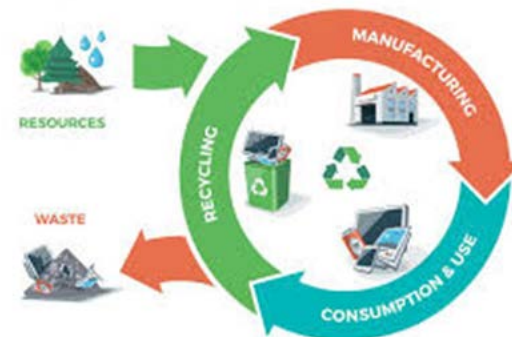 MANUFACTURING
RESOURCES
RECYCLING
WASTE
CONSUMPTION & USE